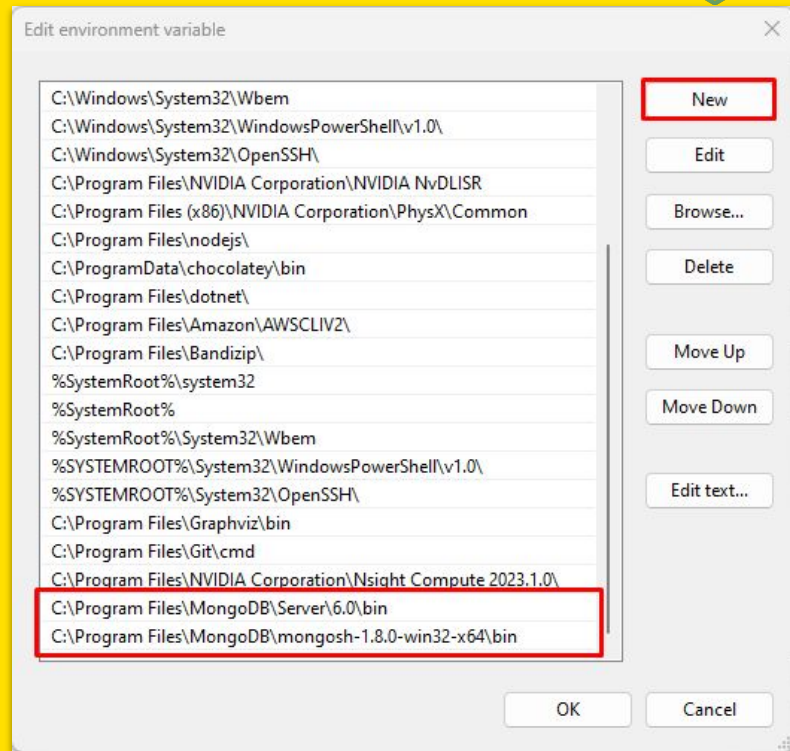 Edit environment variable
C:\Windows\System32\Wbem
C:\Windows\System32\WindowsPowerShell\v1.0\
C:\Windows\System32\OpenSSH\
C:\Program Files\NVIDIA Corporation\NVIDIA NvDLISR
C:\Program Files (x86)\NVIDIA Corporation\PhysX\Common
C:\Program Files\nodejs\
C:\ProgramData\chocolatey\bin
C:\Program Files\dotnet\
C:\Program Files\Amazon\AWSCLIV2\
C:\Program Files\Bandizip\
%SystemRoot%\system32
%SystemRoot%
%SystemRoot%\System32\Wbem
%SYSTEMROOT%\System32\WindowsPowerShell\v1.0\
%SYSTEMROOT%\System32\OpenSSH\
C:\Program Files\Graphviz\bin
C:\Program Files\Git\cmd
C:\Program Files\NVIDIA Corporation\Nsight Compute 2023.1.0\
C:\Program Files\MongoDB\Server\6.0\bin
C:\Program Files\MongoDB\mongosh-1.8.0-win32-x64\bin
New
Edit
Browse...
Delete
Move Up
Move Down
Edit text...
OK
Cancel